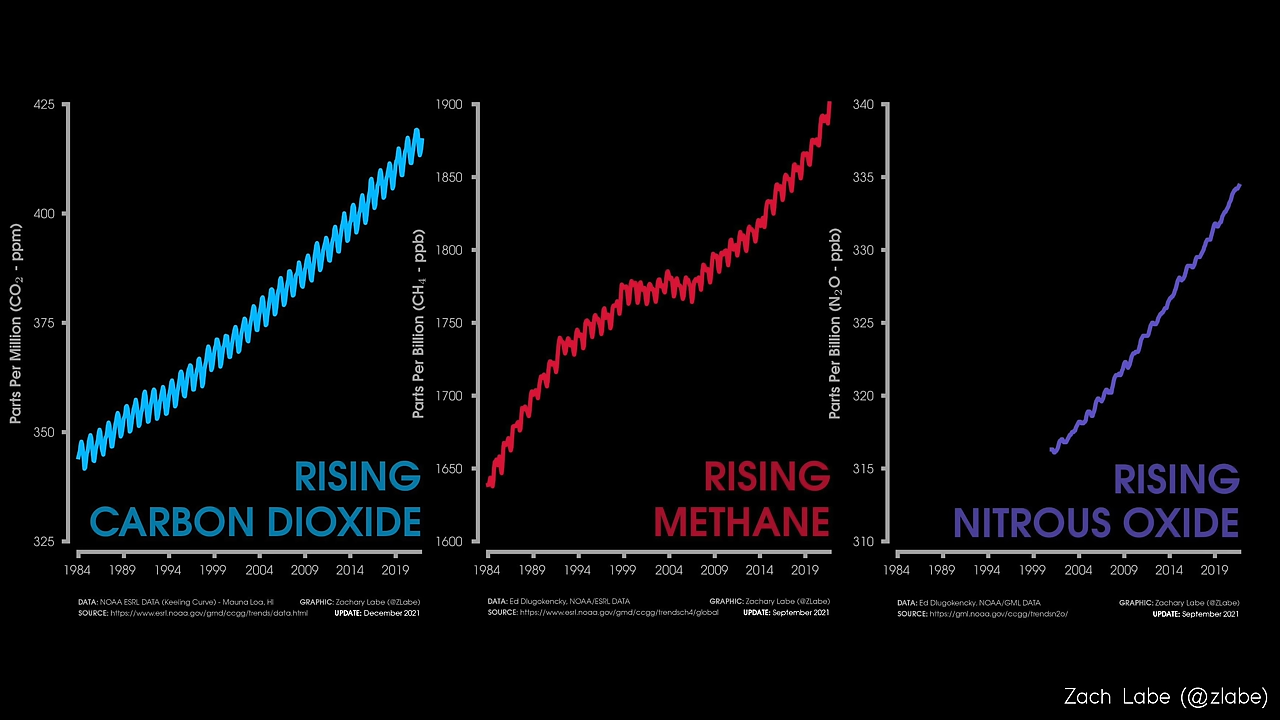 425
400
375
350
325
Parts Per Million (CO₂ - ppm)
RISING
CARBON DIOXIDE
1984 1989 1994 1999 2004 2009 2014 2019
DATA: NOAA ESRL DATA (Keeling Curve) - Mauna Loa, HI GRAPHIC: Zachary Labe (@ZLabe)
SOURCE: https://www.esrl.noaa.gov/gmd/ccgg/trends/data.html UPDATE: December 2021
1900
1850
1800
1750
1700
1650
1600
Parts Per Billion (CH₄ - ppb)
RISING
METHANE
1984 1989 1994 1999 2004 2009 2014 2019
DATA: Ed Dlugokencky, NOAA/ESRL DATA GRAPHIC: Zachary Labe (@ZLabe)
SOURCE: https://www.esrl.noaa.gov/gmd/ccgg/trendsch4/global UPDATE: September 2021
340
335
330
325
320
315
310
Parts Per Billion (N₂O - ppb)
RISING
NITROUS OXIDE
1984 1989 1994 1999 2004 2009 2014 2019
DATA: Ed Dlugokencky, NOAA/GML DATA GRAPHIC: Zachary Labe (@ZLabe)
SOURCE: https://gml.noaa.gov/ccgg/trendsn2o/ UPDATE: September 2021
Zach Labe (@zlabe)